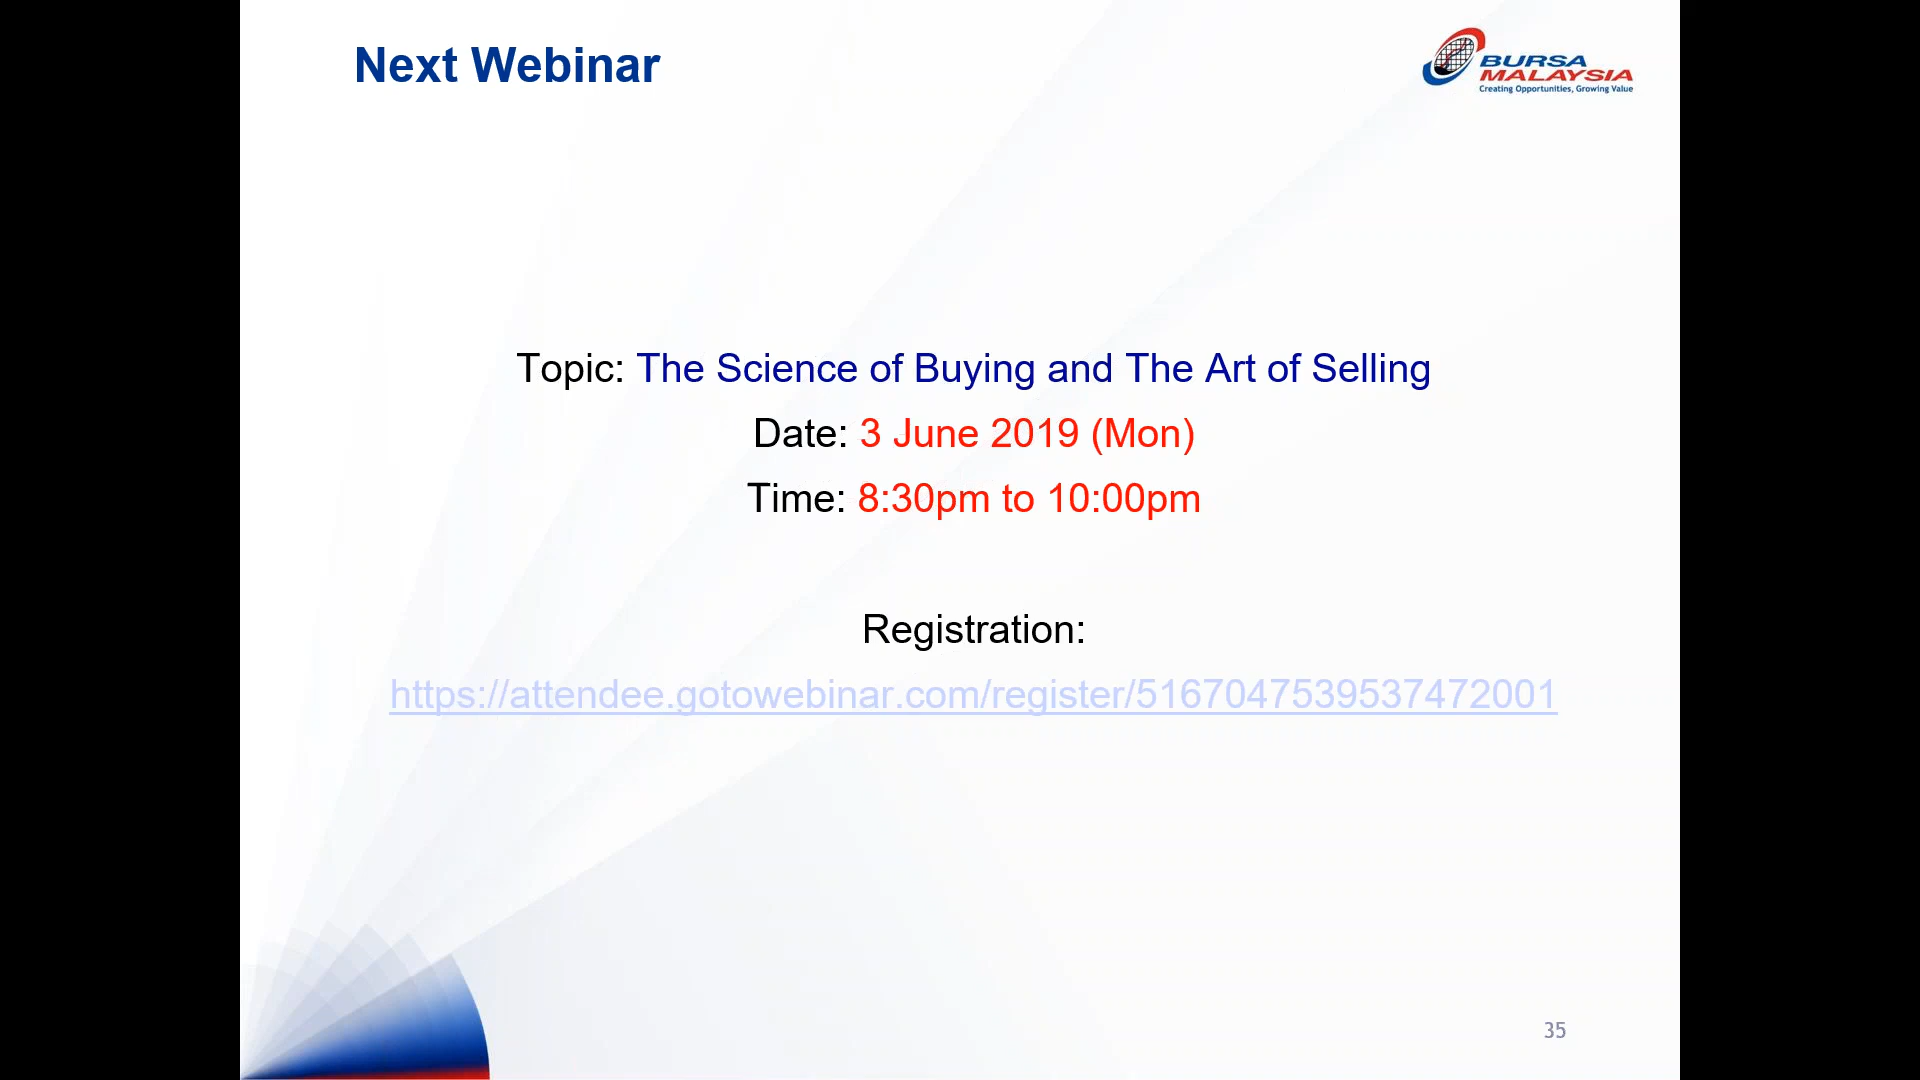 Next Webinar
BURSA
MALAYSIA
Creating Opportunities, Growing Value
Topic: The Science of Buying and The Art of Selling
Date: 3 June 2019 (Mon)
Time: 8:30pm to 10:00pm
Registration:
https://attendee.gotowebinar.com/register/5167047539537472001
35